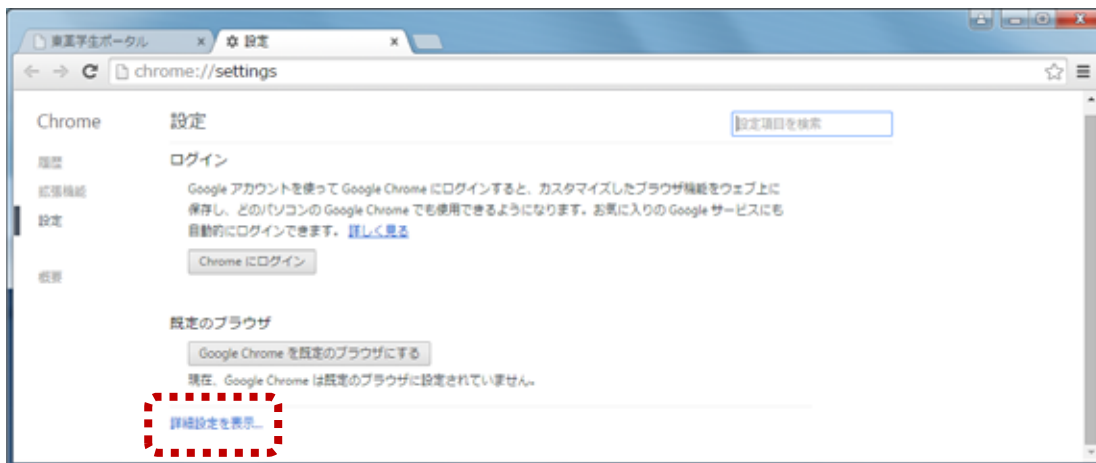 東薬学生ポータル
設定
chrome://settings
Chrome
設定
設定項目を検索
履歴
ログイン
拡張機能
Google アカウントを使って Google Chrome にログインすると、カスタマイズしたブラウザ機能をウェブ上に
保存し、どのパソコンの Google Chrome でも使用できるようになります。お気に入りの Google サービスにも
設定
自動的にログインできます。 詳しく見る
Chrome にログイン
概要
既定のブラウザ
Google Chrome を既定のブラウザにする
現在、Google Chrome は既定のブラウザに設定されていません。
詳細設定を表示...